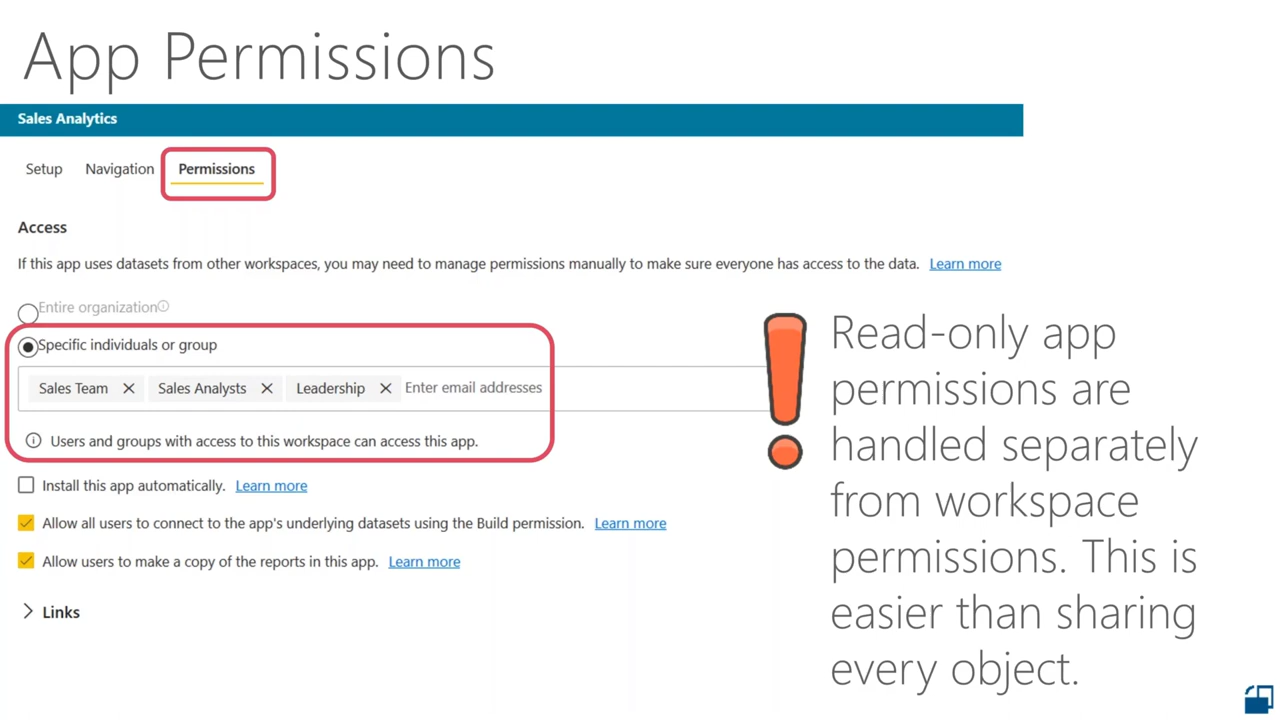 App Permissions
Sales Analytics
Setup Navigation Permissions
Access
If this app uses datasets from other workspaces, you may need to manage permissions manually to make sure everyone has access to the data. Learn more
Entire organization
Specific individuals or group
Sales Team Sales Analysts Leadership Enter email addresses
Users and groups with access to this workspace can access this app.
Install this app automatically. Learn more
Allow all users to connect to the app's underlying datasets using the Build permission. Learn more
Allow users to make a copy of the reports in this app. Learn more
Links
Read-only app
permissions are
handled separately
from workspace
permissions. This is
easier than sharing
every object.